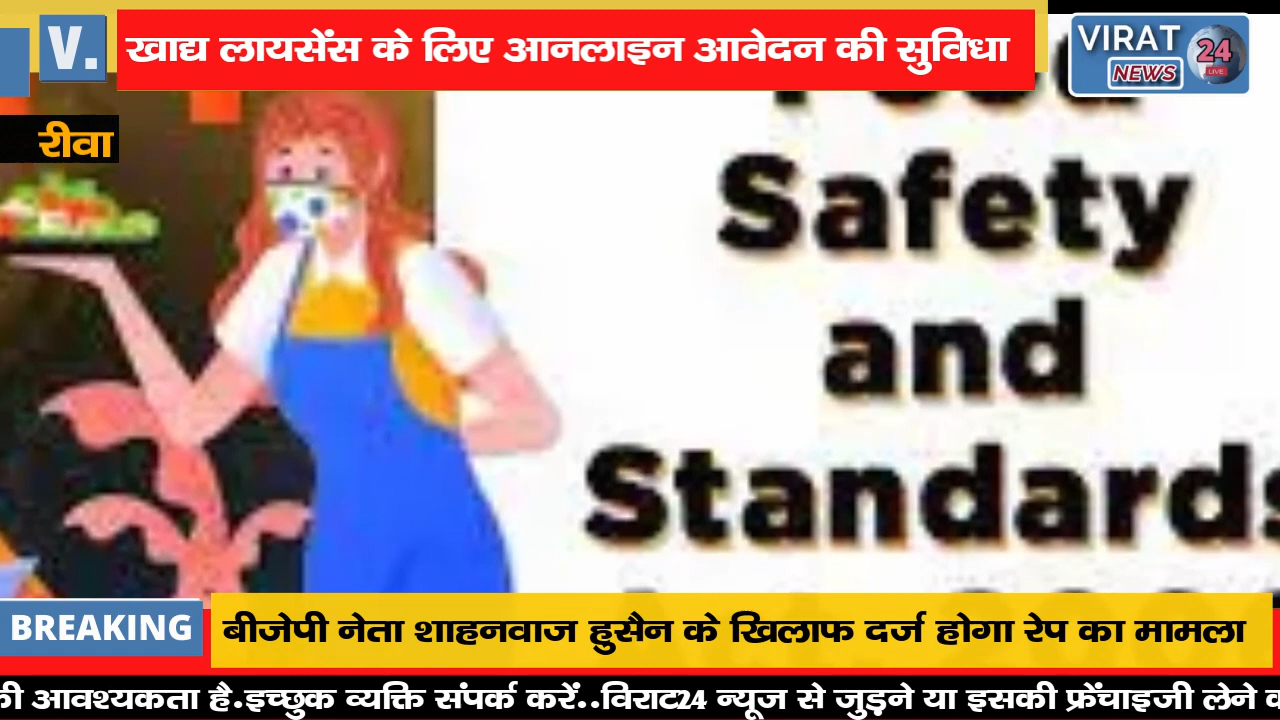 V.
खाद्य लायसेंस के लिए आनलाइन आवेदन की सुविधा
VIRAT
NEWS
24
LIVE
रीवा
Safety
and
Standards
BREAKING
बीजेपी नेता शाहनवाज हुसैन के खिलाफ दर्ज होगा रेप का मामला
की आवश्यकता है.इच्छुक व्यक्ति संपर्क करें..विराट24 न्यूज से जुड़ने या इसकी फ्रेंचाइजी लेने